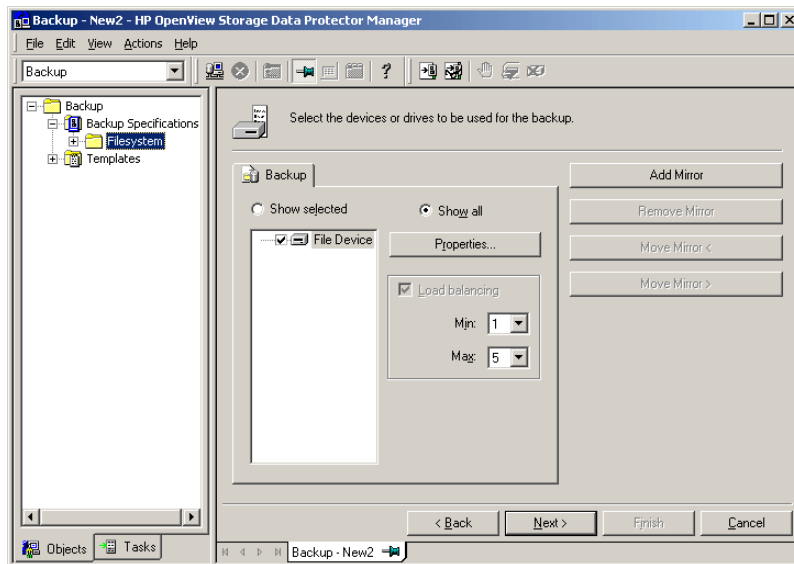 Backup - New2 - HP OpenView Storage Data Protector Manager
File Edit View Actions Help
Backup
Backup
Backup Specifications
Filesystem
Templates
Objects
Tasks
Select the devices or drives to be used for the backup.
Backup
Show selected
Show all
File Device
Properties...
Load balancing
Min: 1
Max: 5
Add Mirror
Remove Mirror
Move Mirror <
Move Mirror >
< Back
Next >
Finish
Cancel
Backup - New2